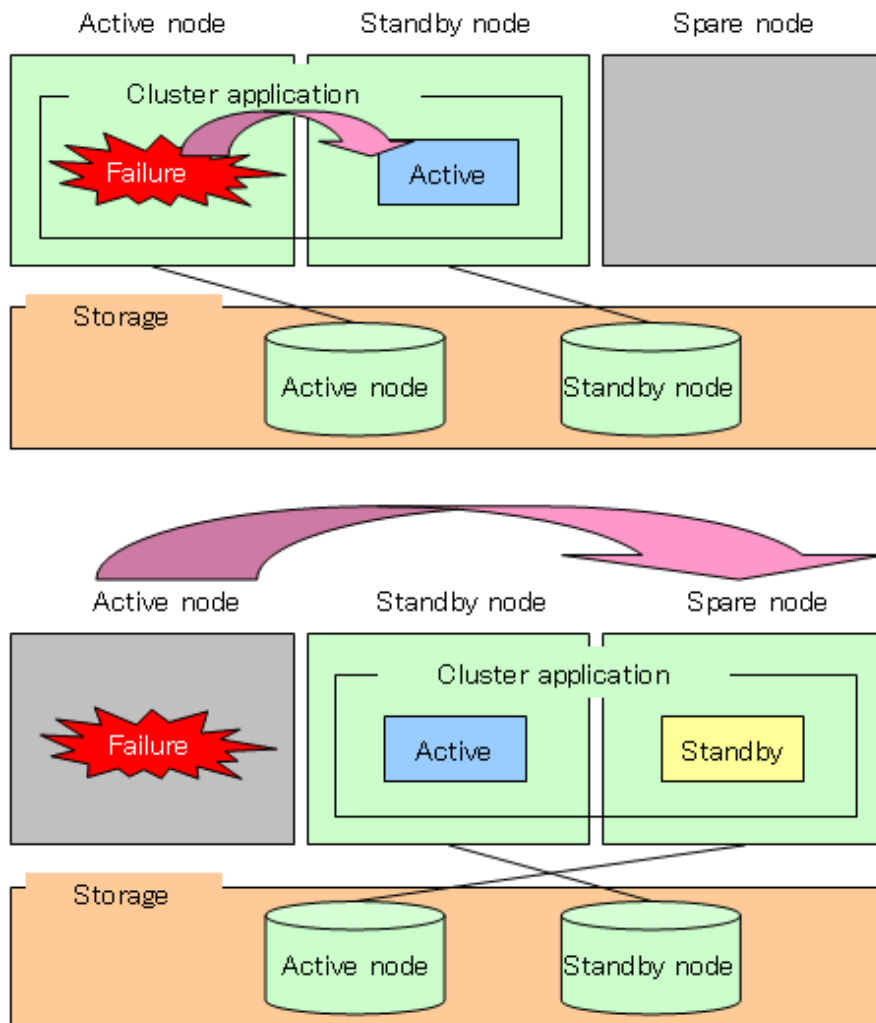 Active node
Standby node
Spare node
Cluster application
Failure
Active
Storage
Active node
Standby node
Active node
Standby node
Spare node
Cluster application
Failure
Active
Standby
Storage
Active node
Standby node